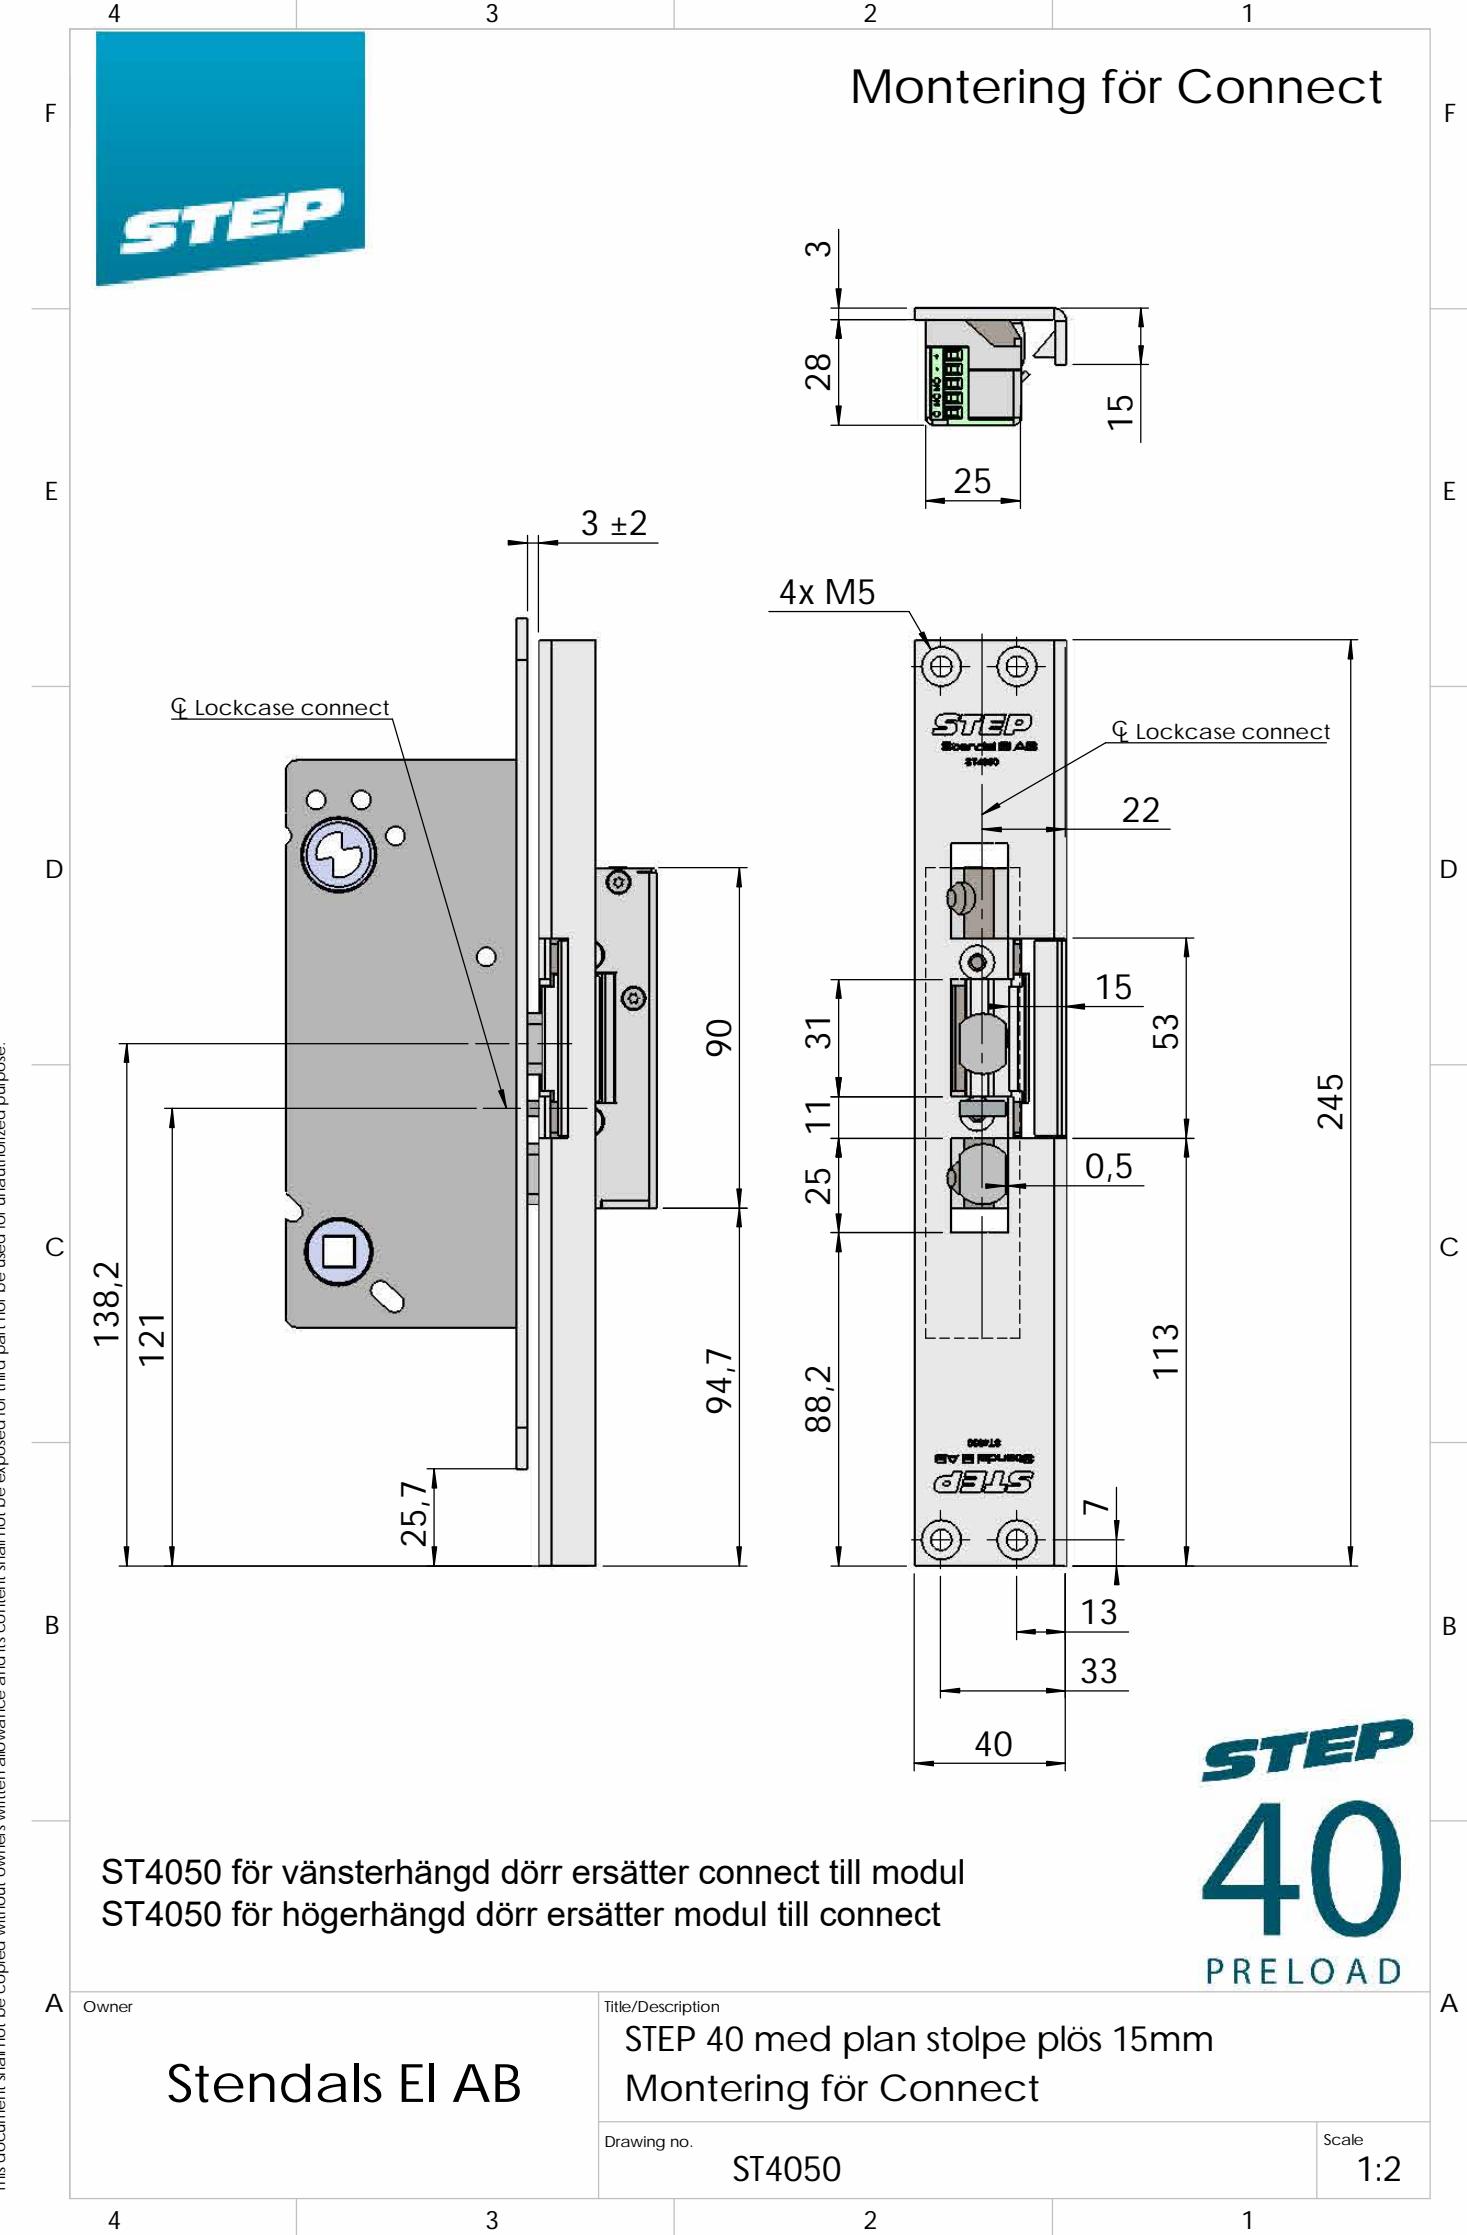 4 3 2 1
F F
STEP
Montering för Connect
3
28
15
25
E E
3 ±2
4x M5
℄ Lockcase connect
STEP
Stendal El AB
ST4050
℄ Lockcase connect
22
D D
15
31
53
90
245
11
0,5
25
C C
138,2
121
113
94,7
88,2
ST4050
Stendal El AB
STEP
25,7
7
B B
13
33
40
STEP
40
PRELOAD
ST4050 för vänsterhängd dörr ersätter connect till modul
ST4050 för högerhängd dörr ersätter modul till connect
A A
Owner
Stendals El AB
Title/Description
STEP 40 med plan stolpe plös 15mm
Montering för Connect
Drawing no.
ST4050
Scale
1:2
4 3 2 1
This document shall not be copied without owners written allowance and its content shall not be exposed for third part nor be used for unauthorized purpose.